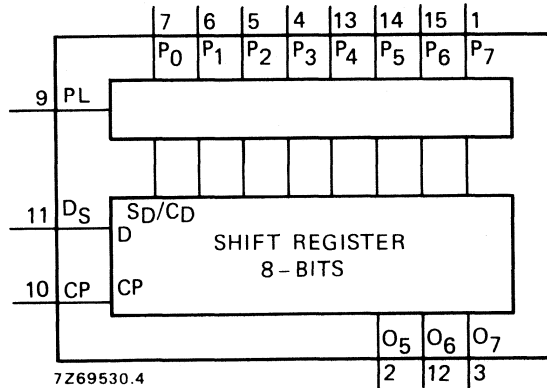 7 6 5 4 13 14 15 1
P0 P1 P2 P3 P4 P5 P6 P7
9 PL
SD/CD
11 DS
D
SHIFT REGISTER
8-BITS
10 CP
CP
O5 O6 O7
2 12 3
7Z69530.4